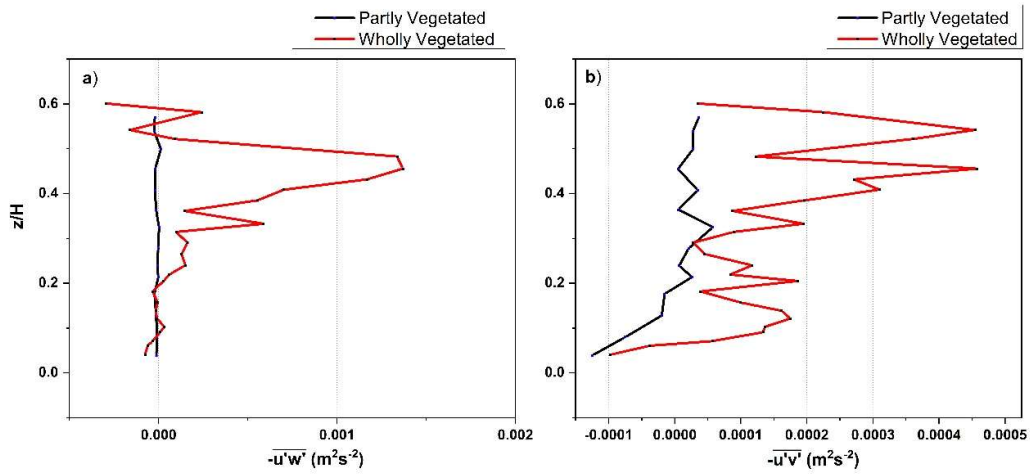 Partly Vegetated
Wholly Vegetated
a)
0.6
0.4
0.2
0.0
z/H
0.000
0.001
0.002
-u'w' (m²s⁻²)
Partly Vegetated
Wholly Vegetated
b)
0.6
0.4
0.2
0.0
-0.0001
0.0000
0.0001
0.0002
0.0003
0.0004
0.0005
-u'v' (m²s⁻²)